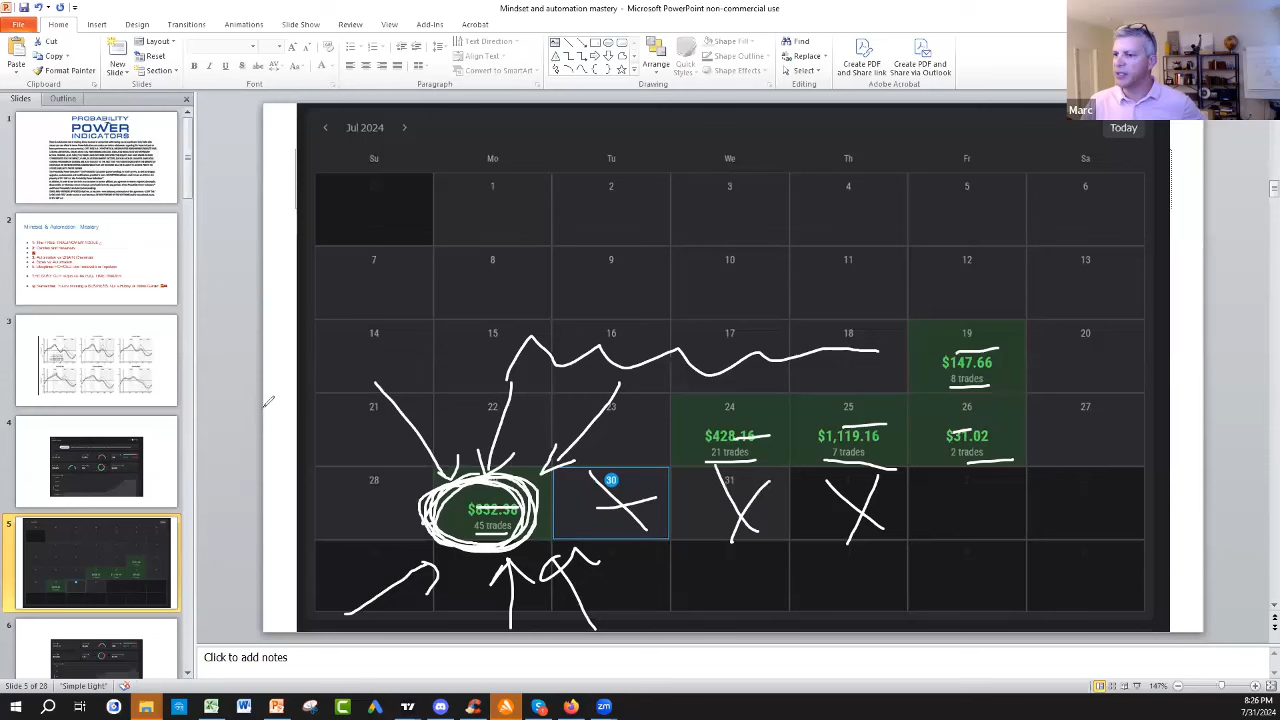 Mindset and automation mastery - Microsoft PowerPoint non-commercial use
File Home Insert Design Transitions Animations Slide Show Review View Add-ins Acrobat
Paste
Cut
Copy
Format Painter
Clipboard
New Slide
Layout
Reset
Section
Slides
Font
Text Direction
Align Text
Convert to SmartArt
Paragraph
Arrange
Quick Styles
Shape Fill
Shape Outline
Shape Effects
Drawing
Find
Replace
Select
Editing
Create PDF and Share link
Create PDF and Share via Outlook
Adobe Acrobat
Marc
Slides Outline
1
PROBABILITY
POWER
INDICATORS
2
Mindset & Automation Mastery
3
4
5
6
Jul 2024
Today
Su Mo Tu We Th Fr Sa
1 2 3 4 5 6
7 8 9 10 11 12 13
14 15 16 17 18 19 20
$147.66
8 trades
21 22 23 24 25 26 27
$428.16 $1,119.16 $31.02
21 trades 7 trades 2 trades
28 30 31
$832.38
45 trades
Click to add notes
Slide 5 of 28 "Simple Light" 147%
8:26 PM
7/31/2024